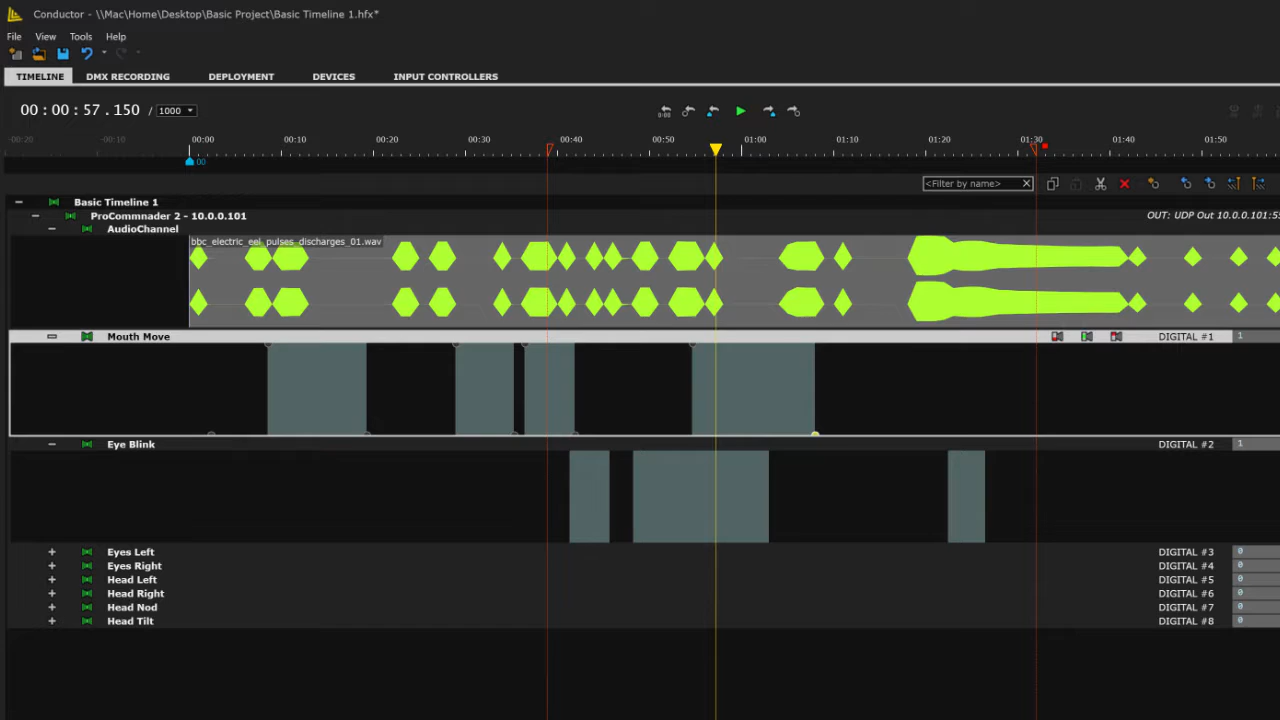 Conductor - \\Mac\Home\Desktop\Basic Project\Basic Timeline 1.hfx*
File View Tools Help
TIMELINE DMX RECORDING DEPLOYMENT DEVICES INPUT CONTROLLERS
00:00:57.150 / 1000
0:00
-00:20 -00:10 00:00 00:10 00:20 00:30 00:40 00:50 01:00 01:10 01:20 01:30 01:40 01:50
00
<Filter by name>
Basic Timeline 1
ProCommnader 2 - 10.0.0.101 OUT: UDP Out 10.0.0.101:5
AudioChannel
bbc_electric_eel_pulses_discharges_01.wav
Mouth Move DIGITAL #1 1
Eye Blink DIGITAL #2 1
Eyes Left DIGITAL #3 0
Eyes Right DIGITAL #4 0
Head Left DIGITAL #5 0
Head Right DIGITAL #6 0
Head Nod DIGITAL #7 0
Head Tilt DIGITAL #8 0